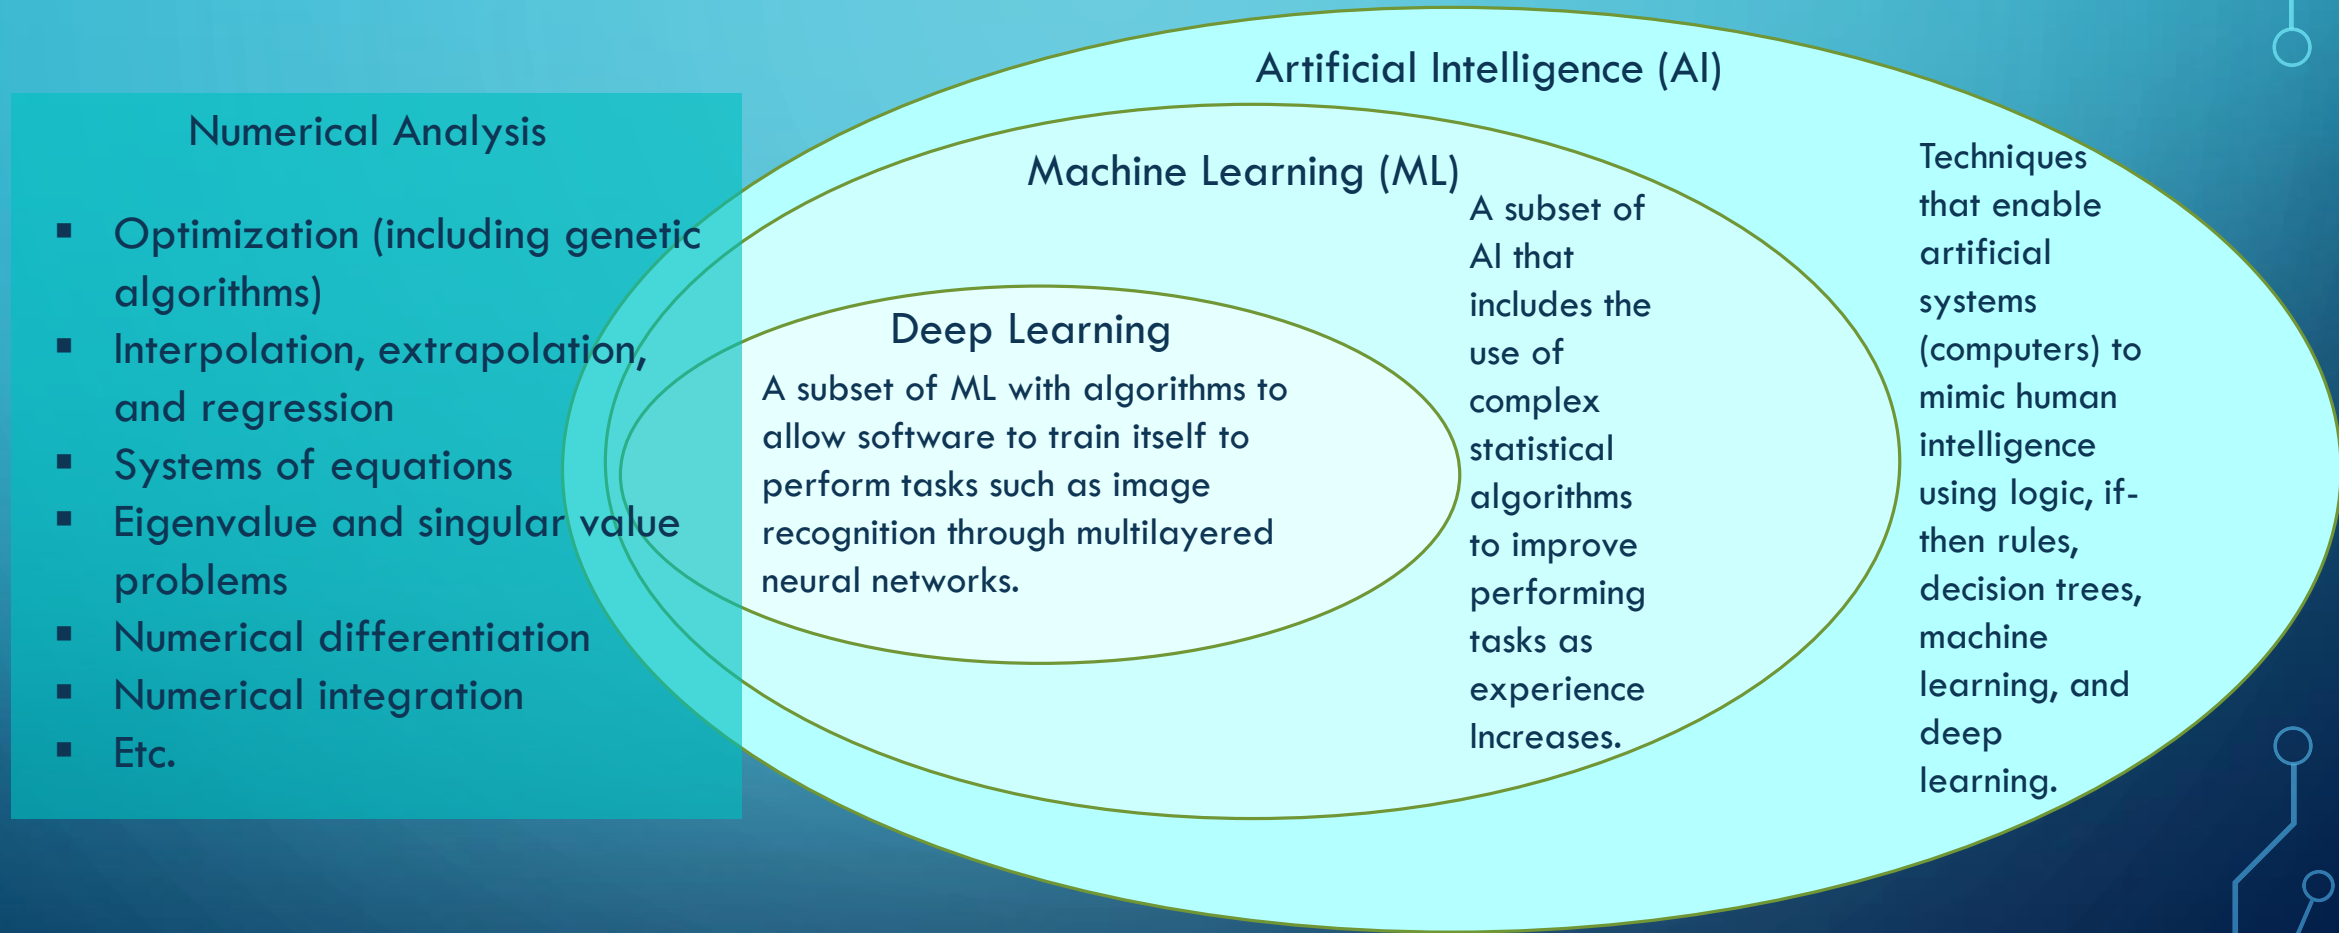 Numerical Analysis
▪ Optimization (including genetic
algorithms)
▪ Interpolation, extrapolation,
and regression
▪ Systems of equations
▪ Eigenvalue and singular value
problems
▪ Numerical differentiation
▪ Numerical integration
▪ Etc.
Artificial Intelligence (AI)
Machine Learning (ML)
Deep Learning
A subset of ML with algorithms to
allow software to train itself to
perform tasks such as image
recognition through multilayered
neural networks.
A subset of
AI that
includes the
use of
complex
statistical
algorithms
to improve
performing
tasks as
experience
Increases.
Techniques
that enable
artificial
systems
(computers) to
mimic human
intelligence
using logic, if-
then rules,
decision trees,
machine
learning, and
deep
learning.